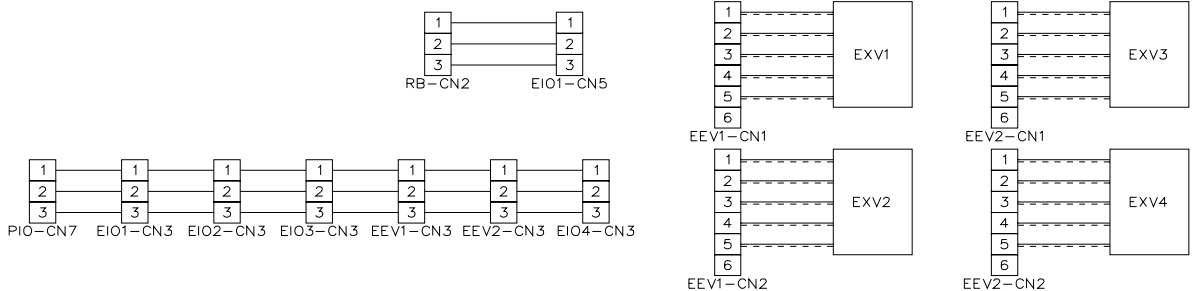 1 1
2 2
3 3
RB-CN2 EIO1-CN5
1 1 1 1 1 1 1
2 2 2 2 2 2 2
3 3 3 3 3 3 3
PIO-CN7 EIO1-CN3 EIO2-CN3 EIO3-CN3 EEV1-CN3 EEV2-CN3 EIO4-CN3
1
2
3 EXV1
4
5
6
EEV1-CN1
1
2
3 EXV3
4
5
6
EEV2-CN1
1
2
3 EXV2
4
5
6
EEV1-CN2
1
2
3 EXV4
4
5
6
EEV2-CN2